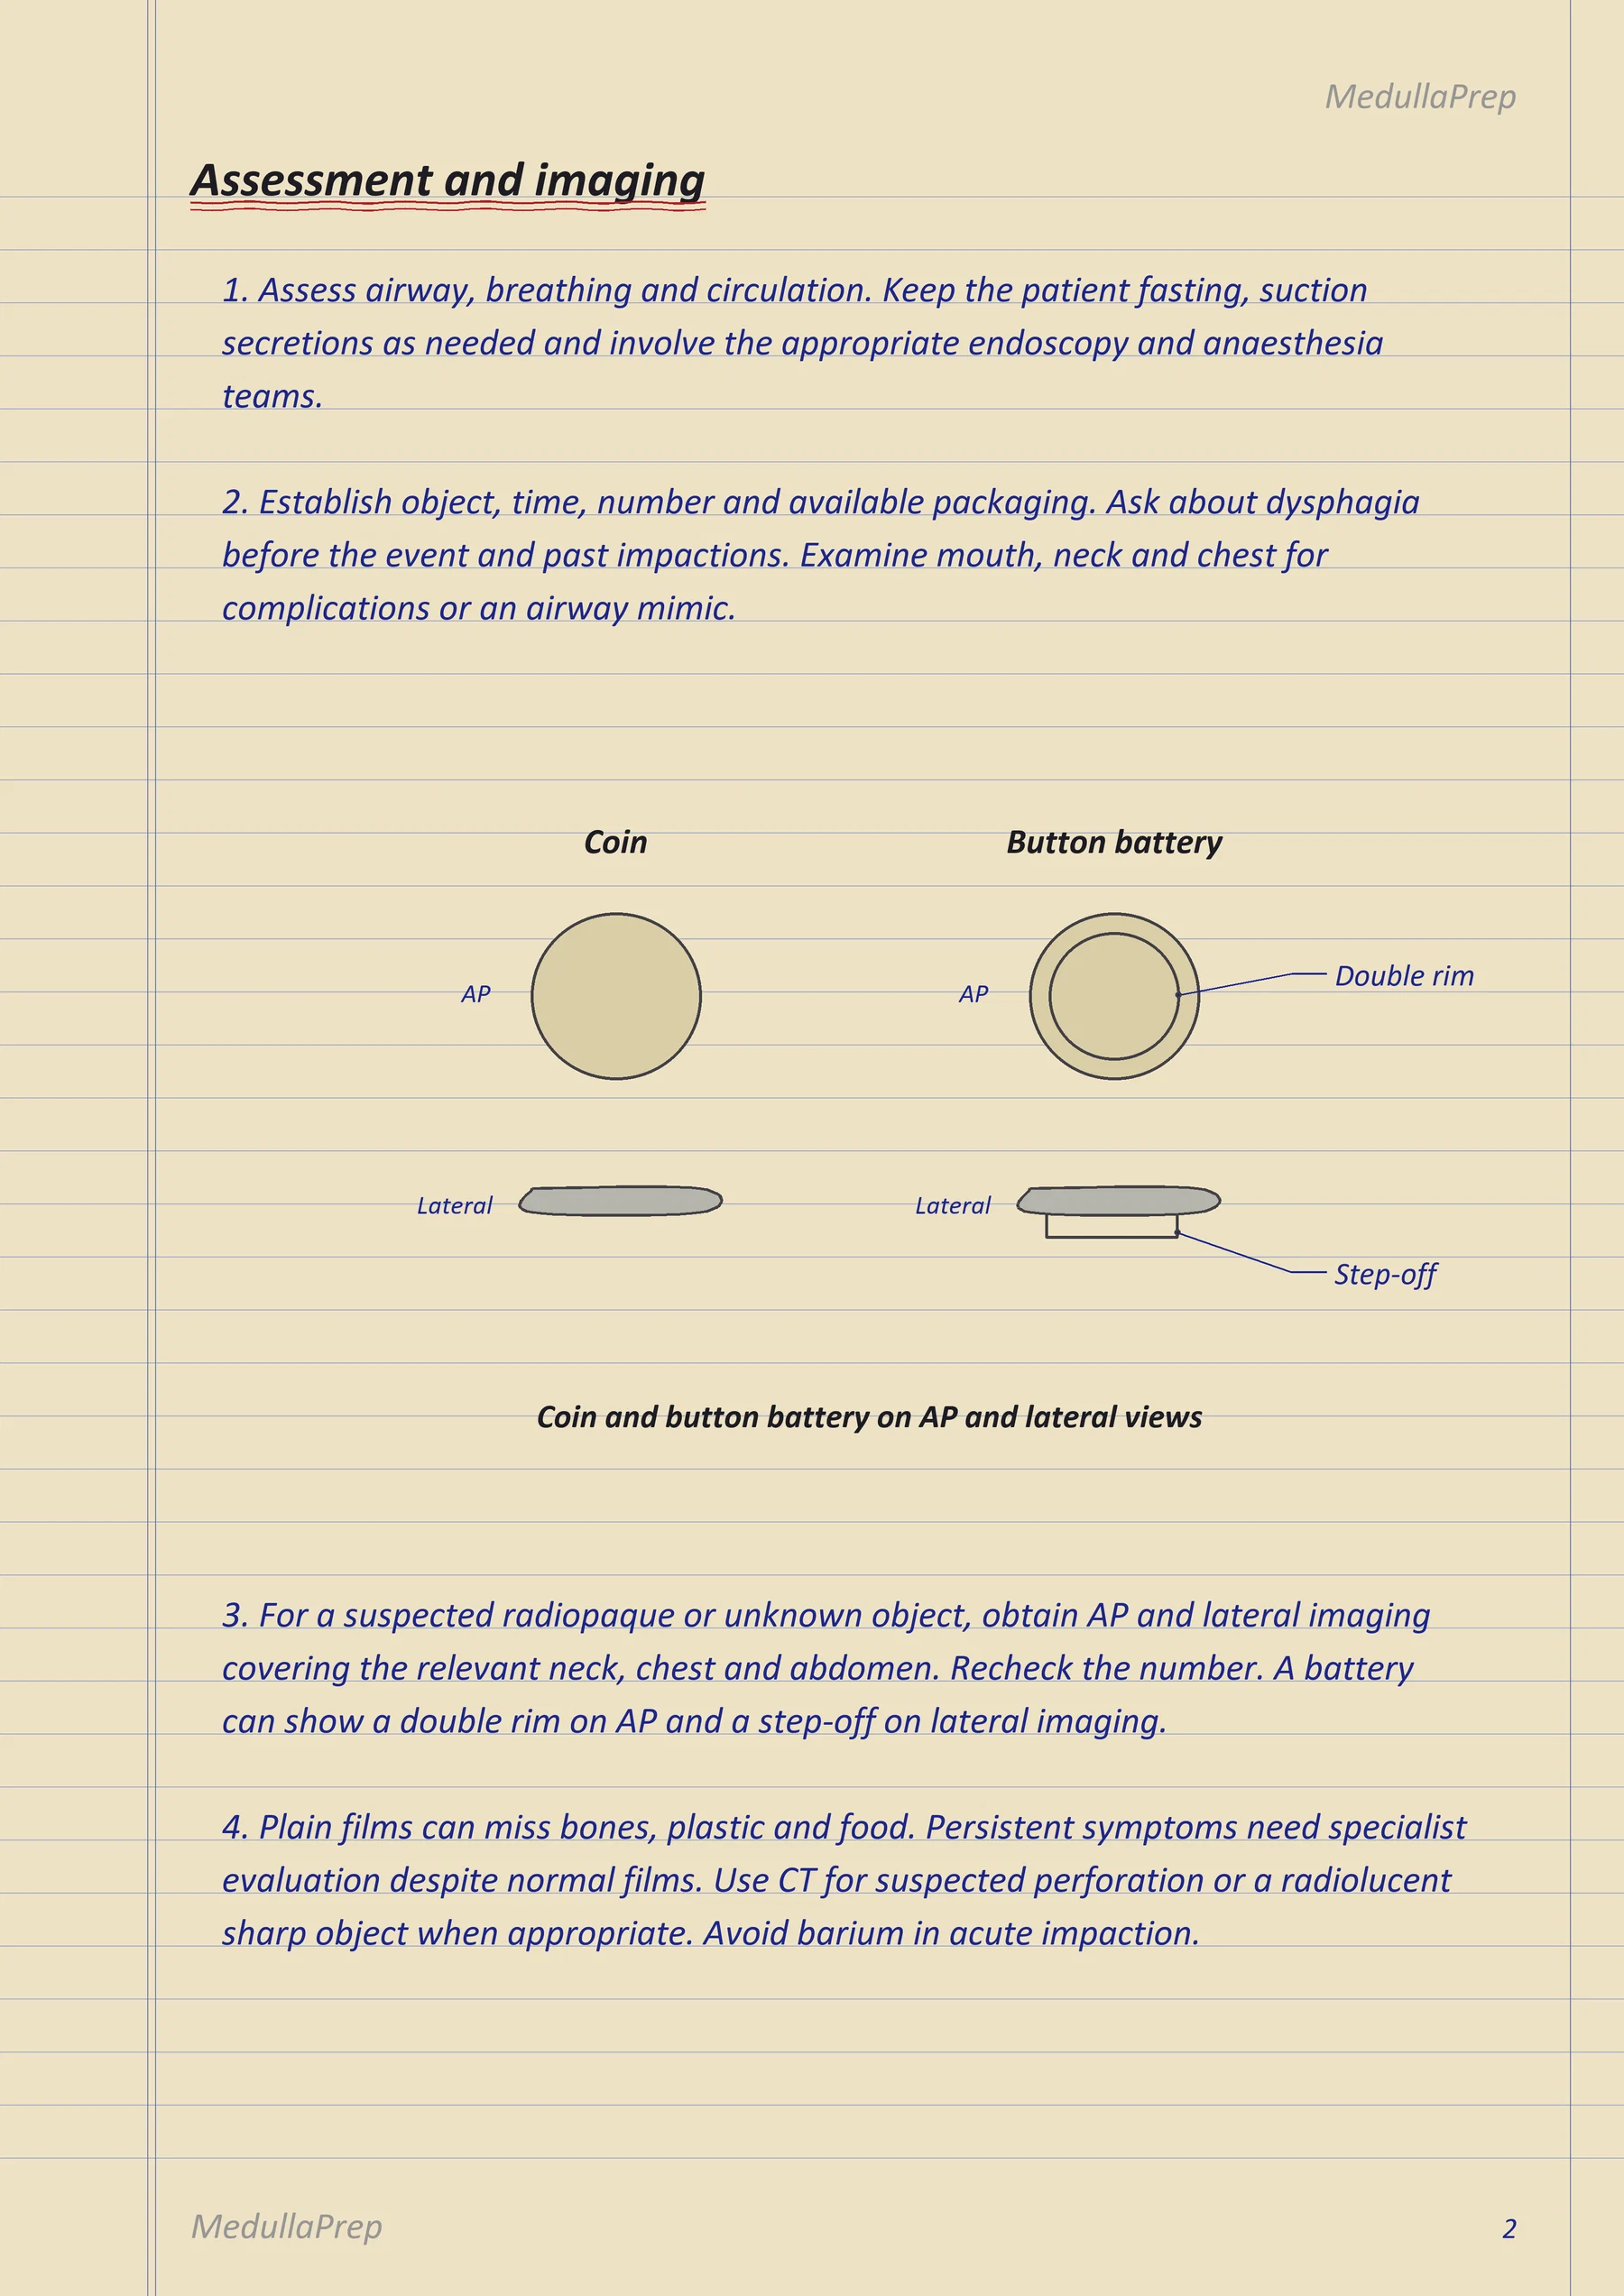 MedullaPrep
Assessment and imaging
1. Assess airway, breathing and circulation. Keep the patient fasting, suction
secretions as needed and involve the appropriate endoscopy and anaesthesia
teams.
2. Establish object, time, number and available packaging. Ask about dysphagia
before the event and past impactions. Examine mouth, neck and chest for
complications or an airway mimic.
Coin
Button battery
AP
AP
Double rim
Lateral
Lateral
Step-off
Coin and button battery on AP and lateral views
3. For a suspected radiopaque or unknown object, obtain AP and lateral imaging
covering the relevant neck, chest and abdomen. Recheck the number. A battery
can show a double rim on AP and a step-off on lateral imaging.
4. Plain films can miss bones, plastic and food. Persistent symptoms need specialist
evaluation despite normal films. Use CT for suspected perforation or a radiolucent
sharp object when appropriate. Avoid barium in acute impaction.
MedullaPrep
2